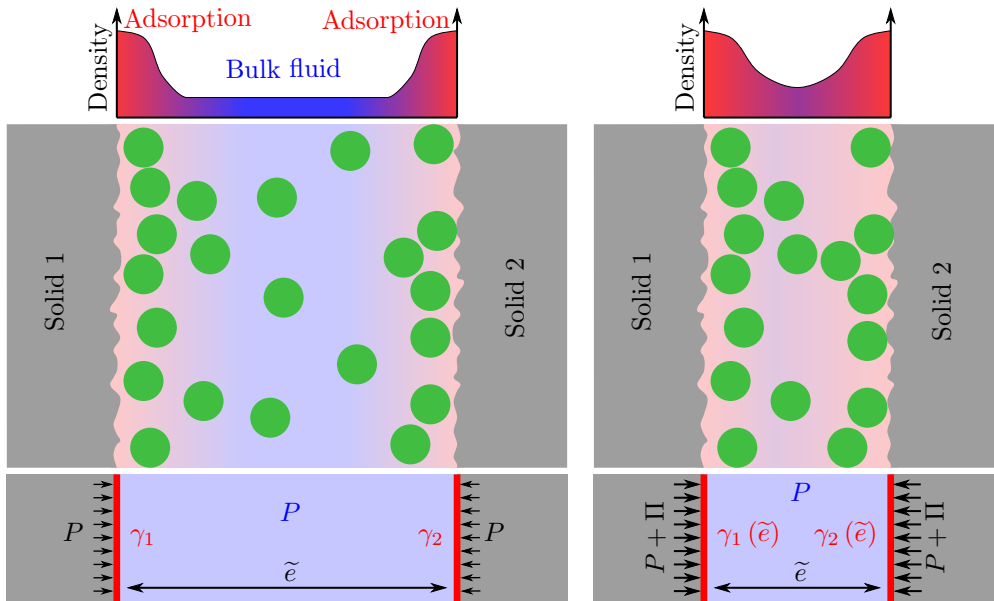 Adsorption
Adsorption
Bulk fluid
Density
Density
Solid 1
Solid 2
Solid 1
Solid 2
P
γ₁
P
γ₂
P
ẽ
P + Π
P
γ₁ (ẽ)
γ₂ (ẽ)
P + Π
ẽ